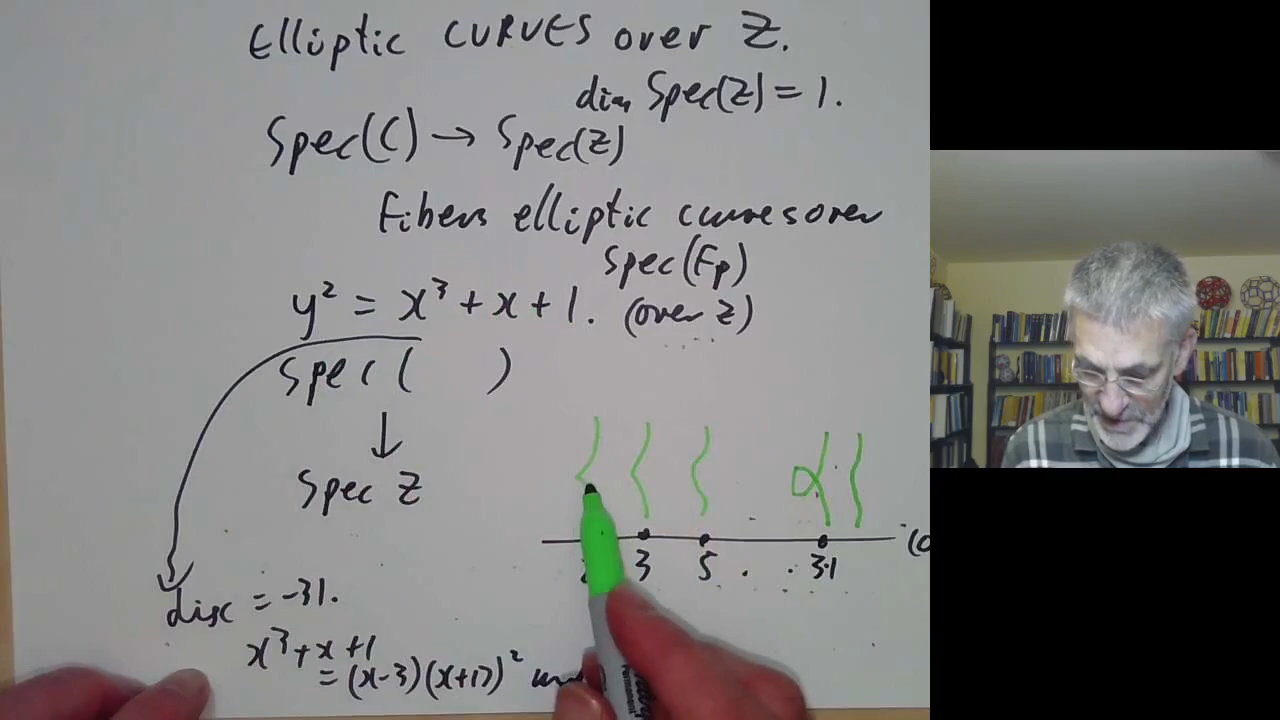 Elliptic CURVES over Z.
dim Spec(Z) = 1.
Spec(C) → Spec(Z)
Fibers elliptic curves over
Spec(Fp)
y² = x³ + x + 1. (over Z)
Spec ( )
↓
Spec Z
3 5 . . 31
disc = -31.
x³ + x + 1
= (x-3)(x+17)²